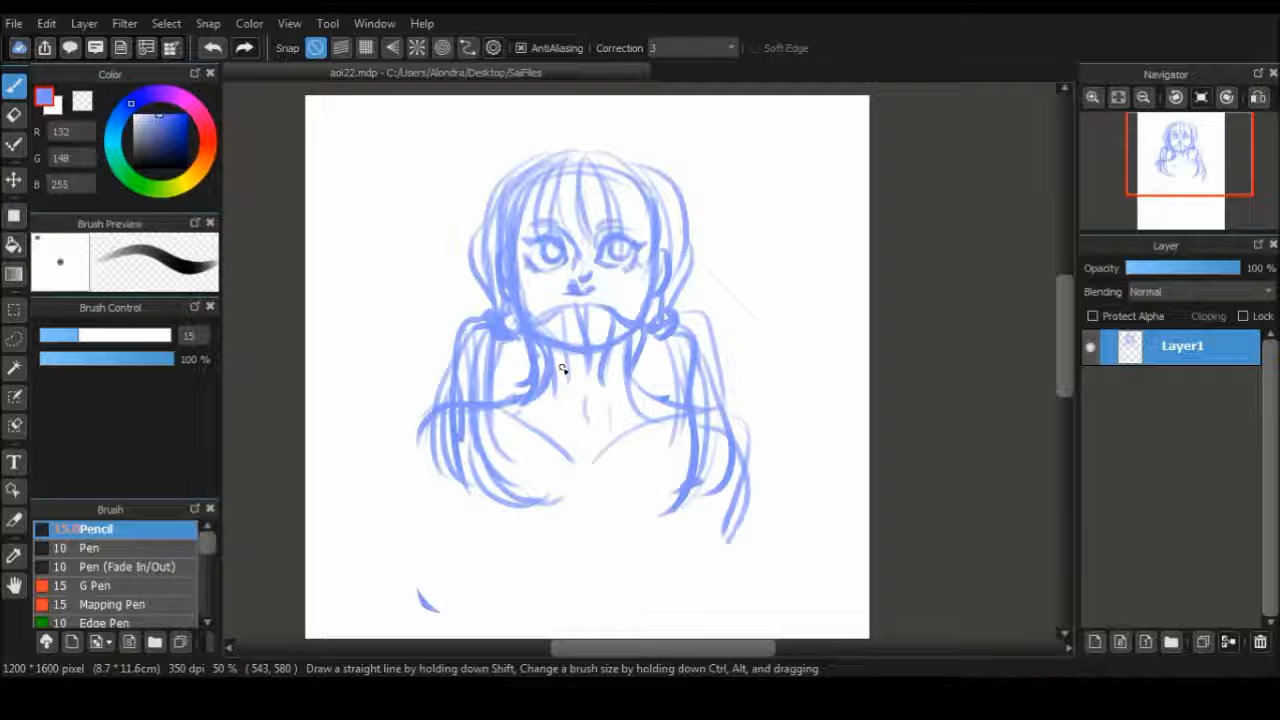 File Edit Layer Filter Select Snap Color View Tool Window Help
Snap AntiAliasing Correction 3 Soft Edge
Color
aoi22.mdp - C:/Users/Alondra/Desktop/SaiFiles
Navigator
R 132
G 148
B 255
Brush Preview
Layer
Opacity 100 %
Blending Normal
Brush Control
Protect Alpha Clipping Lock
15
Layer1
100 %
Brush
15.0 Pencil
10 Pen
10 Pen (Fade In/Out)
15 G Pen
15 Mapping Pen
10 Edge Pen
1200 * 1600 pixel (8.7 * 11.6cm) 350 dpi 50 % ( 543, 580 ) Draw a straight line by holding down Shift, Change a brush size by holding down Ctrl, Alt, and dragging